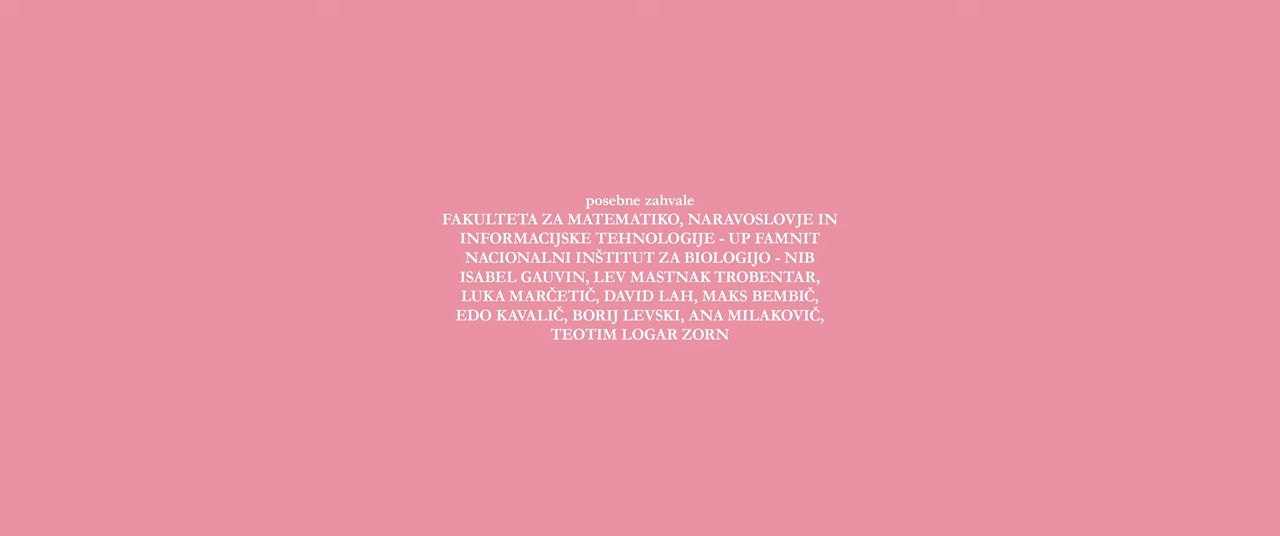 posebne zahvale
FAKULTETA ZA MATEMATIKO, NARAVOSLOVJE IN
INFORMACIJSKE TEHNOLOGIJE - UP FAMNIT
NACIONALNI INŠTITUT ZA BIOLOGIJO - NIB
ISABEL GAUVIN, LEV MASTNAK TROBENTAR,
LUKA MARČETIČ, DAVID LAH, MAKS BEMBIČ,
EDO KAVALIČ, BORIJ LEVSKI, ANA MILAKOVIČ,
TEOTIM LOGAR ZORN